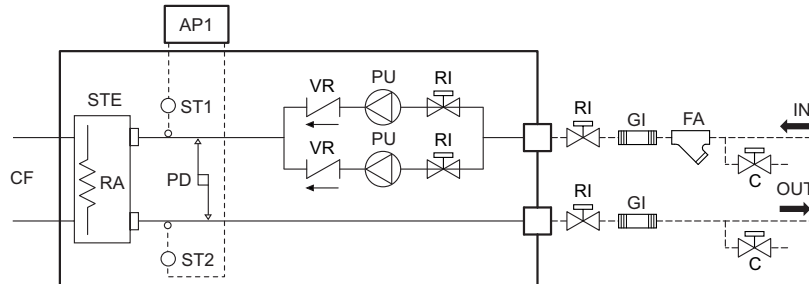 AP1
STE
ST1
VR
PU
RI
RI
GI
FA
IN
VR
PU
RI
C
CF
RA
PD
OUT
RI
GI
ST2
C